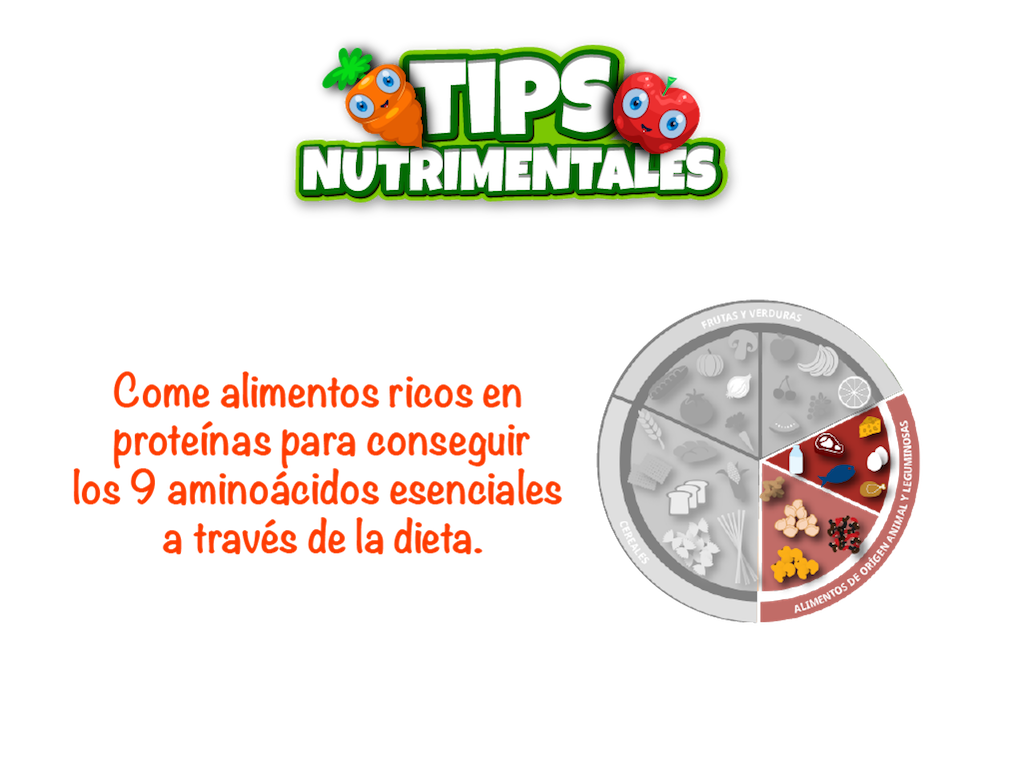 TIPS
NUTRIMENTALES
FRUTAS Y VERDURAS
Come alimentos ricos en
proteínas para conseguir
los 9 aminoácidos esenciales
a través de la dieta.
CEREALES
ALIMENTOS DE ORÍGEN ANIMAL Y LEGUMINOSAS